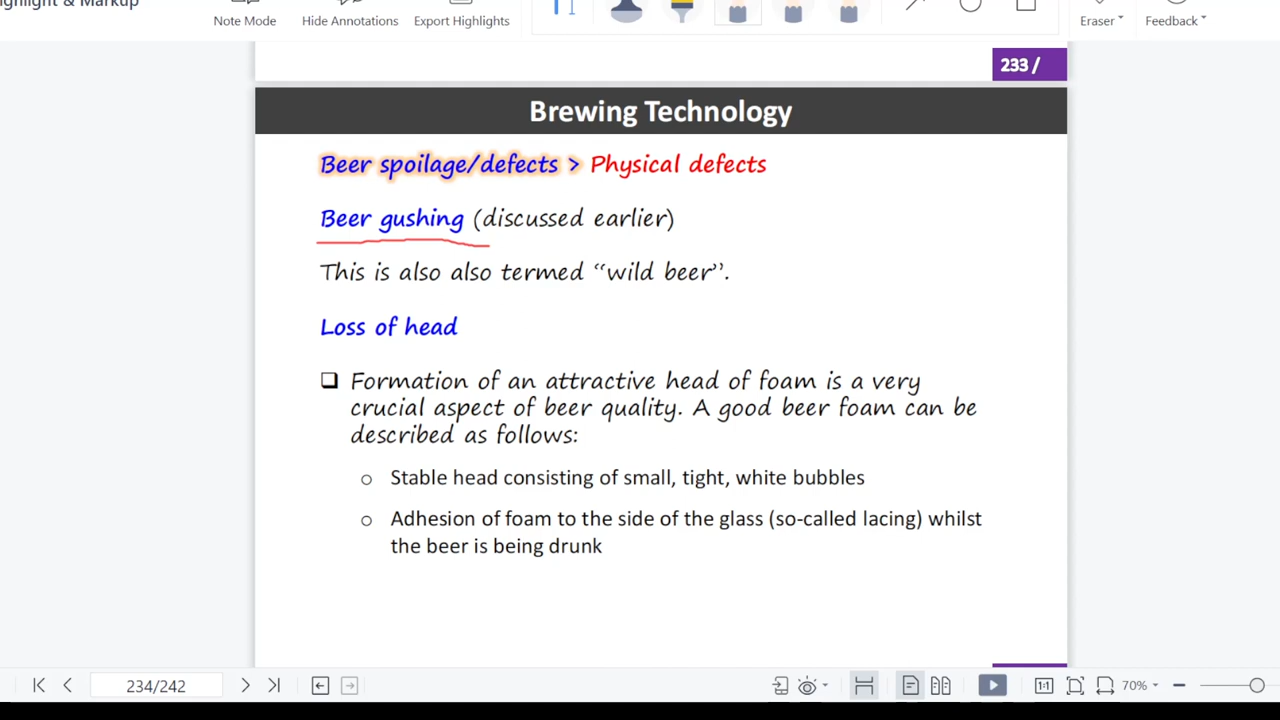 ighlight & Markup
Note Mode
Hide Annotations
Export Highlights
Eraser
Feedback
233 /
Brewing Technology
Beer spoilage/defects > Physical defects
Beer gushing (discussed earlier)
This is also also termed “wild beer”.
Loss of head
Formation of an attractive head of foam is a very
crucial aspect of beer quality. A good beer foam can be
described as follows:
Stable head consisting of small, tight, white bubbles
Adhesion of foam to the side of the glass (so-called lacing) whilst
the beer is being drunk
234/242
1:1
70%